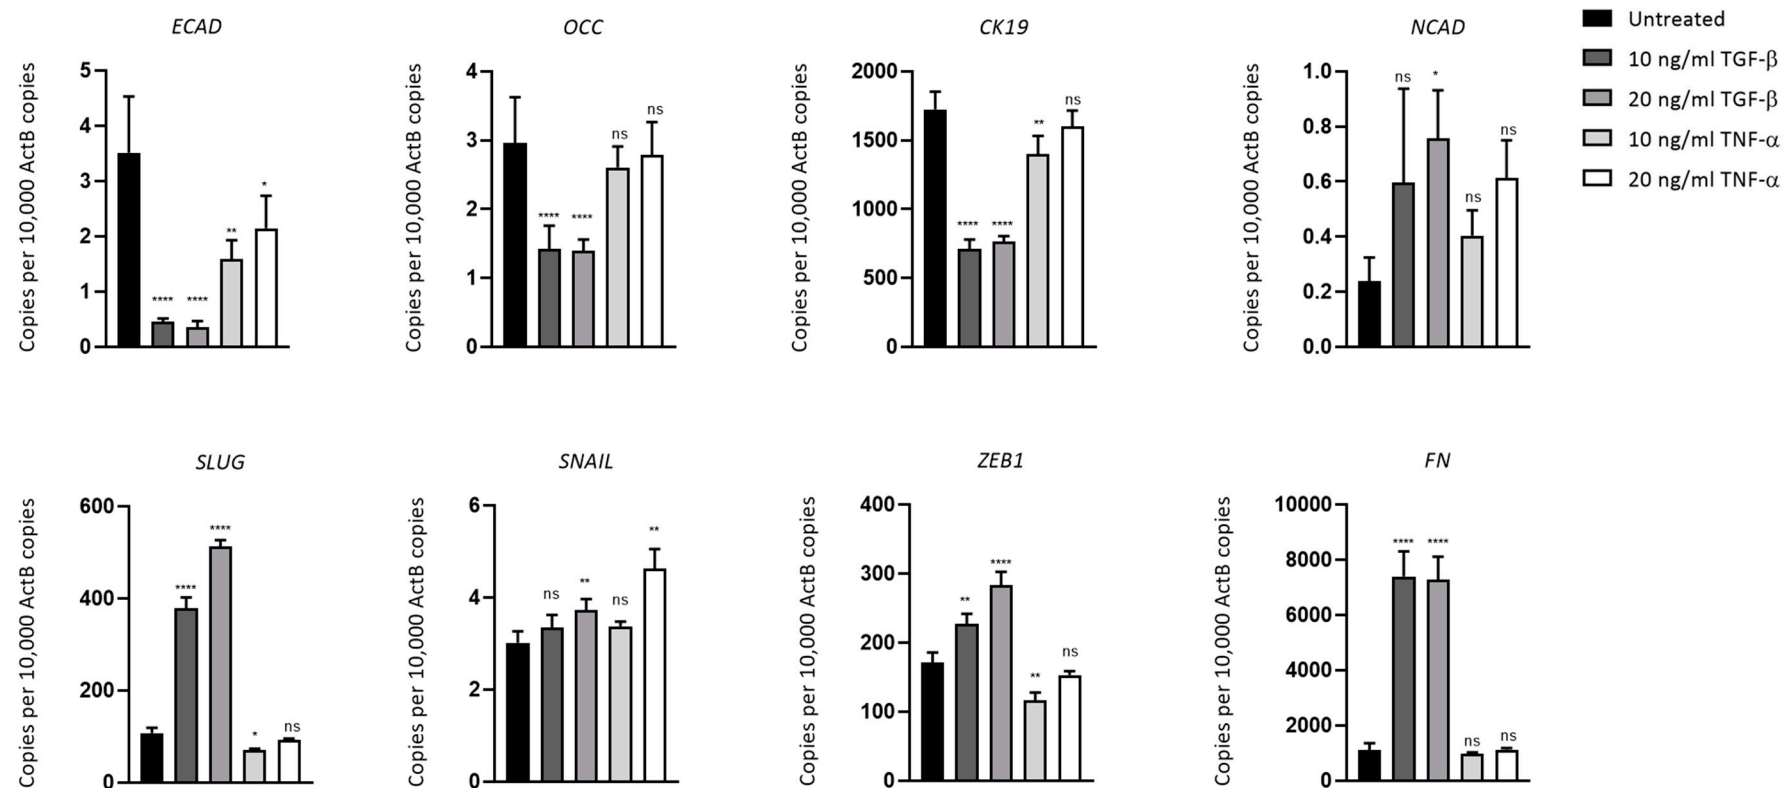 ECAD
Copies per 10,000 ActB copies
5
4
3
2
1
0
****
****
**
*
OCC
Copies per 10,000 ActB copies
4
3
2
1
0
****
****
ns
ns
CK19
Copies per 10,000 ActB copies
2000
1500
1000
500
0
****
****
**
ns
NCAD
Copies per 10,000 ActB copies
1.0
0.8
0.6
0.4
0.2
0.0
ns
*
ns
ns
Untreated
10 ng/ml TGF-β
20 ng/ml TGF-β
10 ng/ml TNF-α
20 ng/ml TNF-α
SLUG
Copies per 10,000 ActB copies
600
400
200
0
****
****
*
ns
SNAIL
Copies per 10,000 ActB copies
6
4
2
0
ns
**
ns
**
ZEB1
Copies per 10,000 ActB copies
400
300
200
100
0
**
****
**
ns
FN
Copies per 10,000 ActB copies
10000
8000
6000
4000
2000
0
****
****
ns
ns